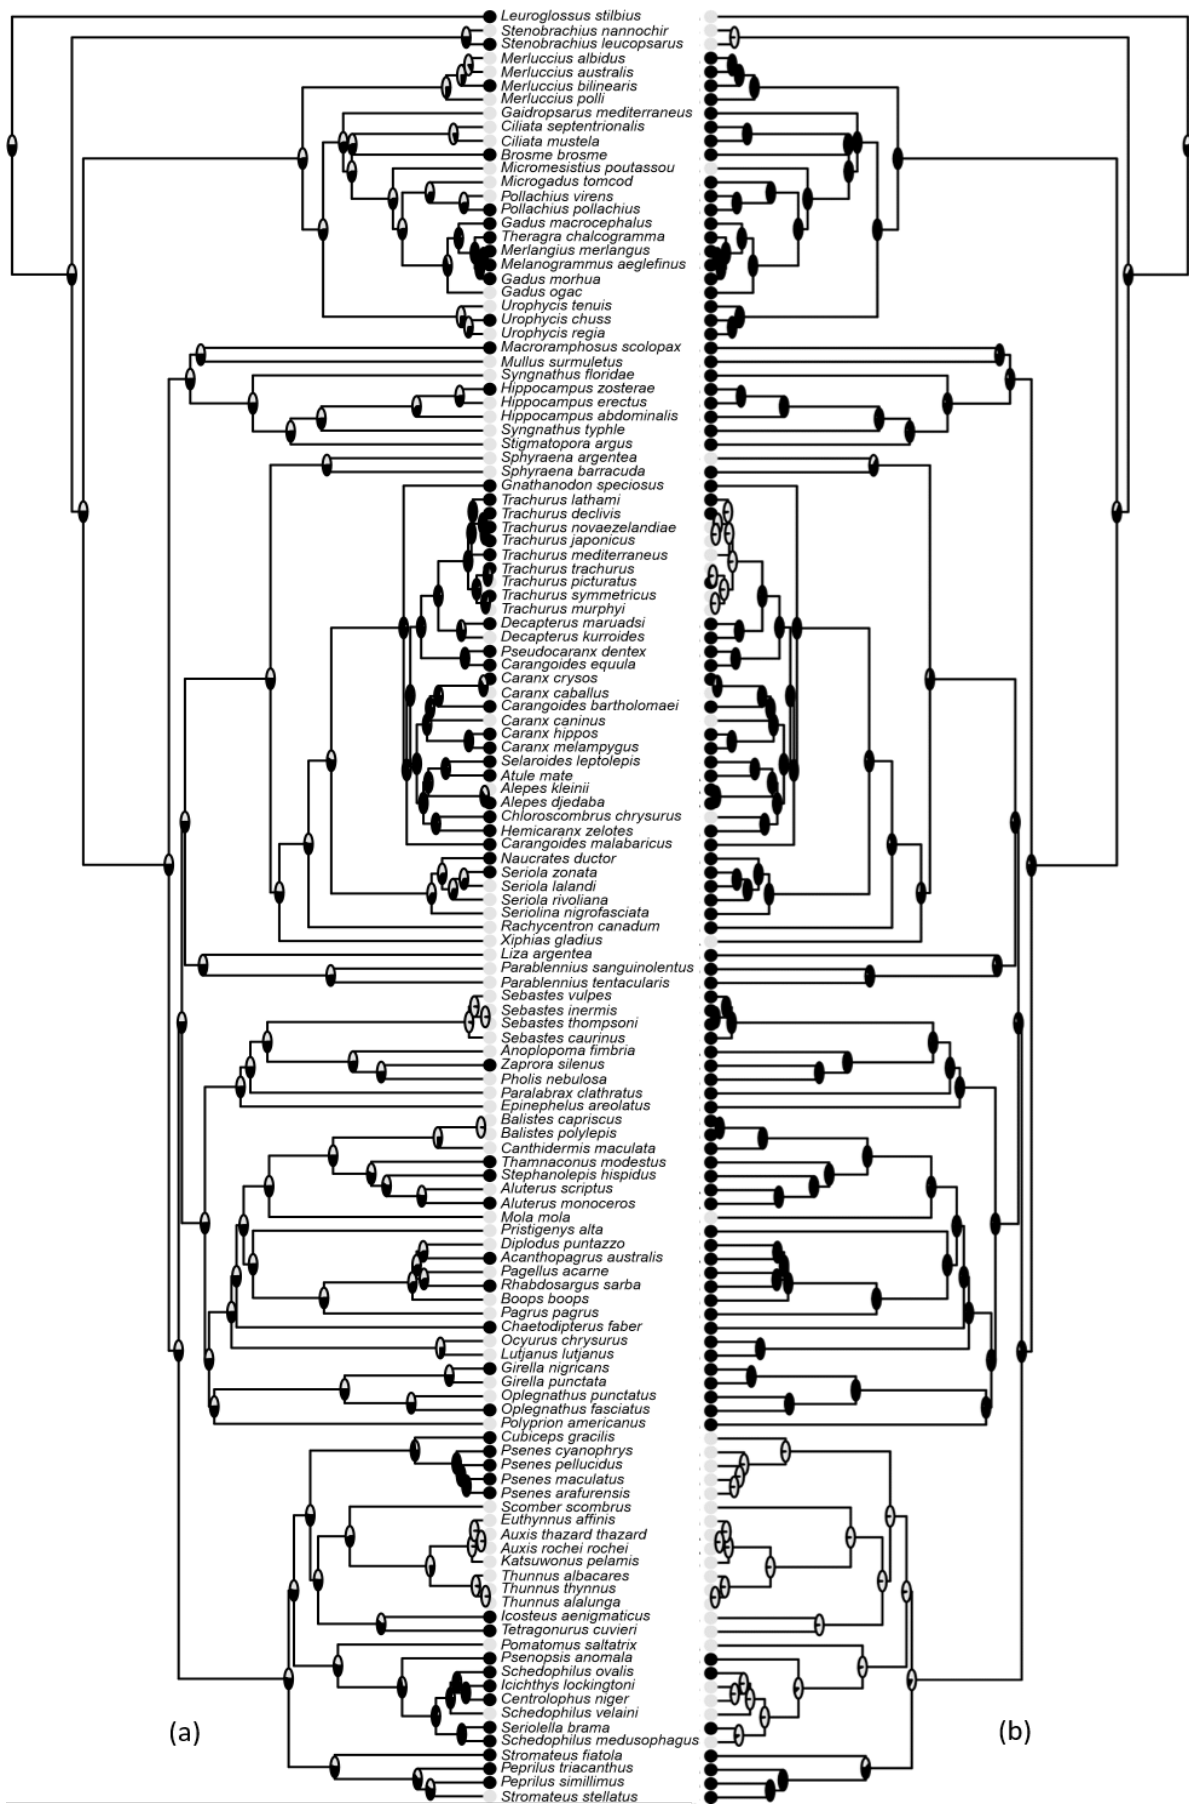 Leuroglossus stilbius
Stenobrachius nannochir
Stenobrachius leucopsarus
Merluccius albidus
Merluccius australis
Merluccius bilinearis
Merluccius polli
Gaidropsarus mediterraneus
Ciliata septentrionalis
Ciliata mustela
Brosme brosme
Micromesistius poutassou
Microgadus tomcod
Pollachius virens
Pollachius pollachius
Gadus macrocephalus
Theragra chalcogramma
Merlangius merlangus
Melanogrammus aeglefinus
Gadus morhua
Gadus ogac
Urophycis tenuis
Urophycis chuss
Urophycis regia
Macroramphosus scolopax
Mullus surmuletus
Syngnathus floridae
Hippocampus zosterae
Hippocampus erectus
Hippocampus abdominalis
Syngnathus typhle
Stigmatopora argus
Sphyraena argentea
Sphyraena barracuda
Gnathanodon speciosus
Trachurus lathami
Trachurus declivis
Trachurus novaezelandiae
Trachurus japonicus
Trachurus mediterraneus
Trachurus trachurus
Trachurus picturatus
Trachurus symmetricus
Trachurus murphyi
Decapterus maruadsi
Decapterus kurroides
Pseudocaranx dentex
Carangoides equula
Caranx crysos
Caranx caballus
Carangoides bartholomaei
Caranx caninus
Caranx hippos
Caranx melampygus
Selaroides leptolepis
Atule mate
Alepes kleinii
Alepes djedaba
Chloroscombrus chrysurus
Hemicaranx zelotes
Carangoides malabaricus
Naucrates ductor
Seriola zonata
Seriola lalandi
Seriola rivoliana
Seriolina nigrofasciata
Rachycentron canadum
Xiphias gladius
Liza argentea
Parablennius sanguinolentus
Parablennius tentacularis
Sebastes vulpes
Sebastes inermis
Sebastes thompsoni
Sebastes caurinus
Anoplopoma fimbria
Zaprora silenus
Pholis nebulosa
Paralabrax clathratus
Epinephelus areolatus
Balistes capriscus
Balistes polylepis
Canthidermis maculata
Thamnaconus modestus
Stephanolepis hispidus
Aluterus scriptus
Aluterus monoceros
Mola mola
Pristigenys alta
Diplodus puntazzo
Acanthopagrus australis
Pagellus acarne
Rhabdosargus sarba
Boops boops
Pagrus pagrus
Chaetodipterus faber
Ocyurus chrysurus
Lutjanus lutjanus
Girella nigricans
Girella punctata
Oplegnathus punctatus
Oplegnathus fasciatus
Polyprion americanus
Cubiceps gracilis
Psenes cyanophrys
Psenes pellucidus
Psenes maculatus
Psenes arafurensis
Scomber scombrus
Euthynnus affinis
Auxis thazard thazard
Auxis rochei rochei
Katsuwonus pelamis
Thunnus albacares
Thunnus thynnus
Thunnus alalunga
Icosteus aenigmaticus
Tetragonurus cuvieri
Pomatomus saltatrix
Psenopsis anomala
Schedophilus ovalis
Icichthys lockingtoni
Centrolophus niger
Schedophilus velaini
Seriolella brama
Schedophilus medusophagus
Stromateus fiatola
Peprilus triacanthus
Peprilus simillimus
Stromateus stellatus
(a)
(b)